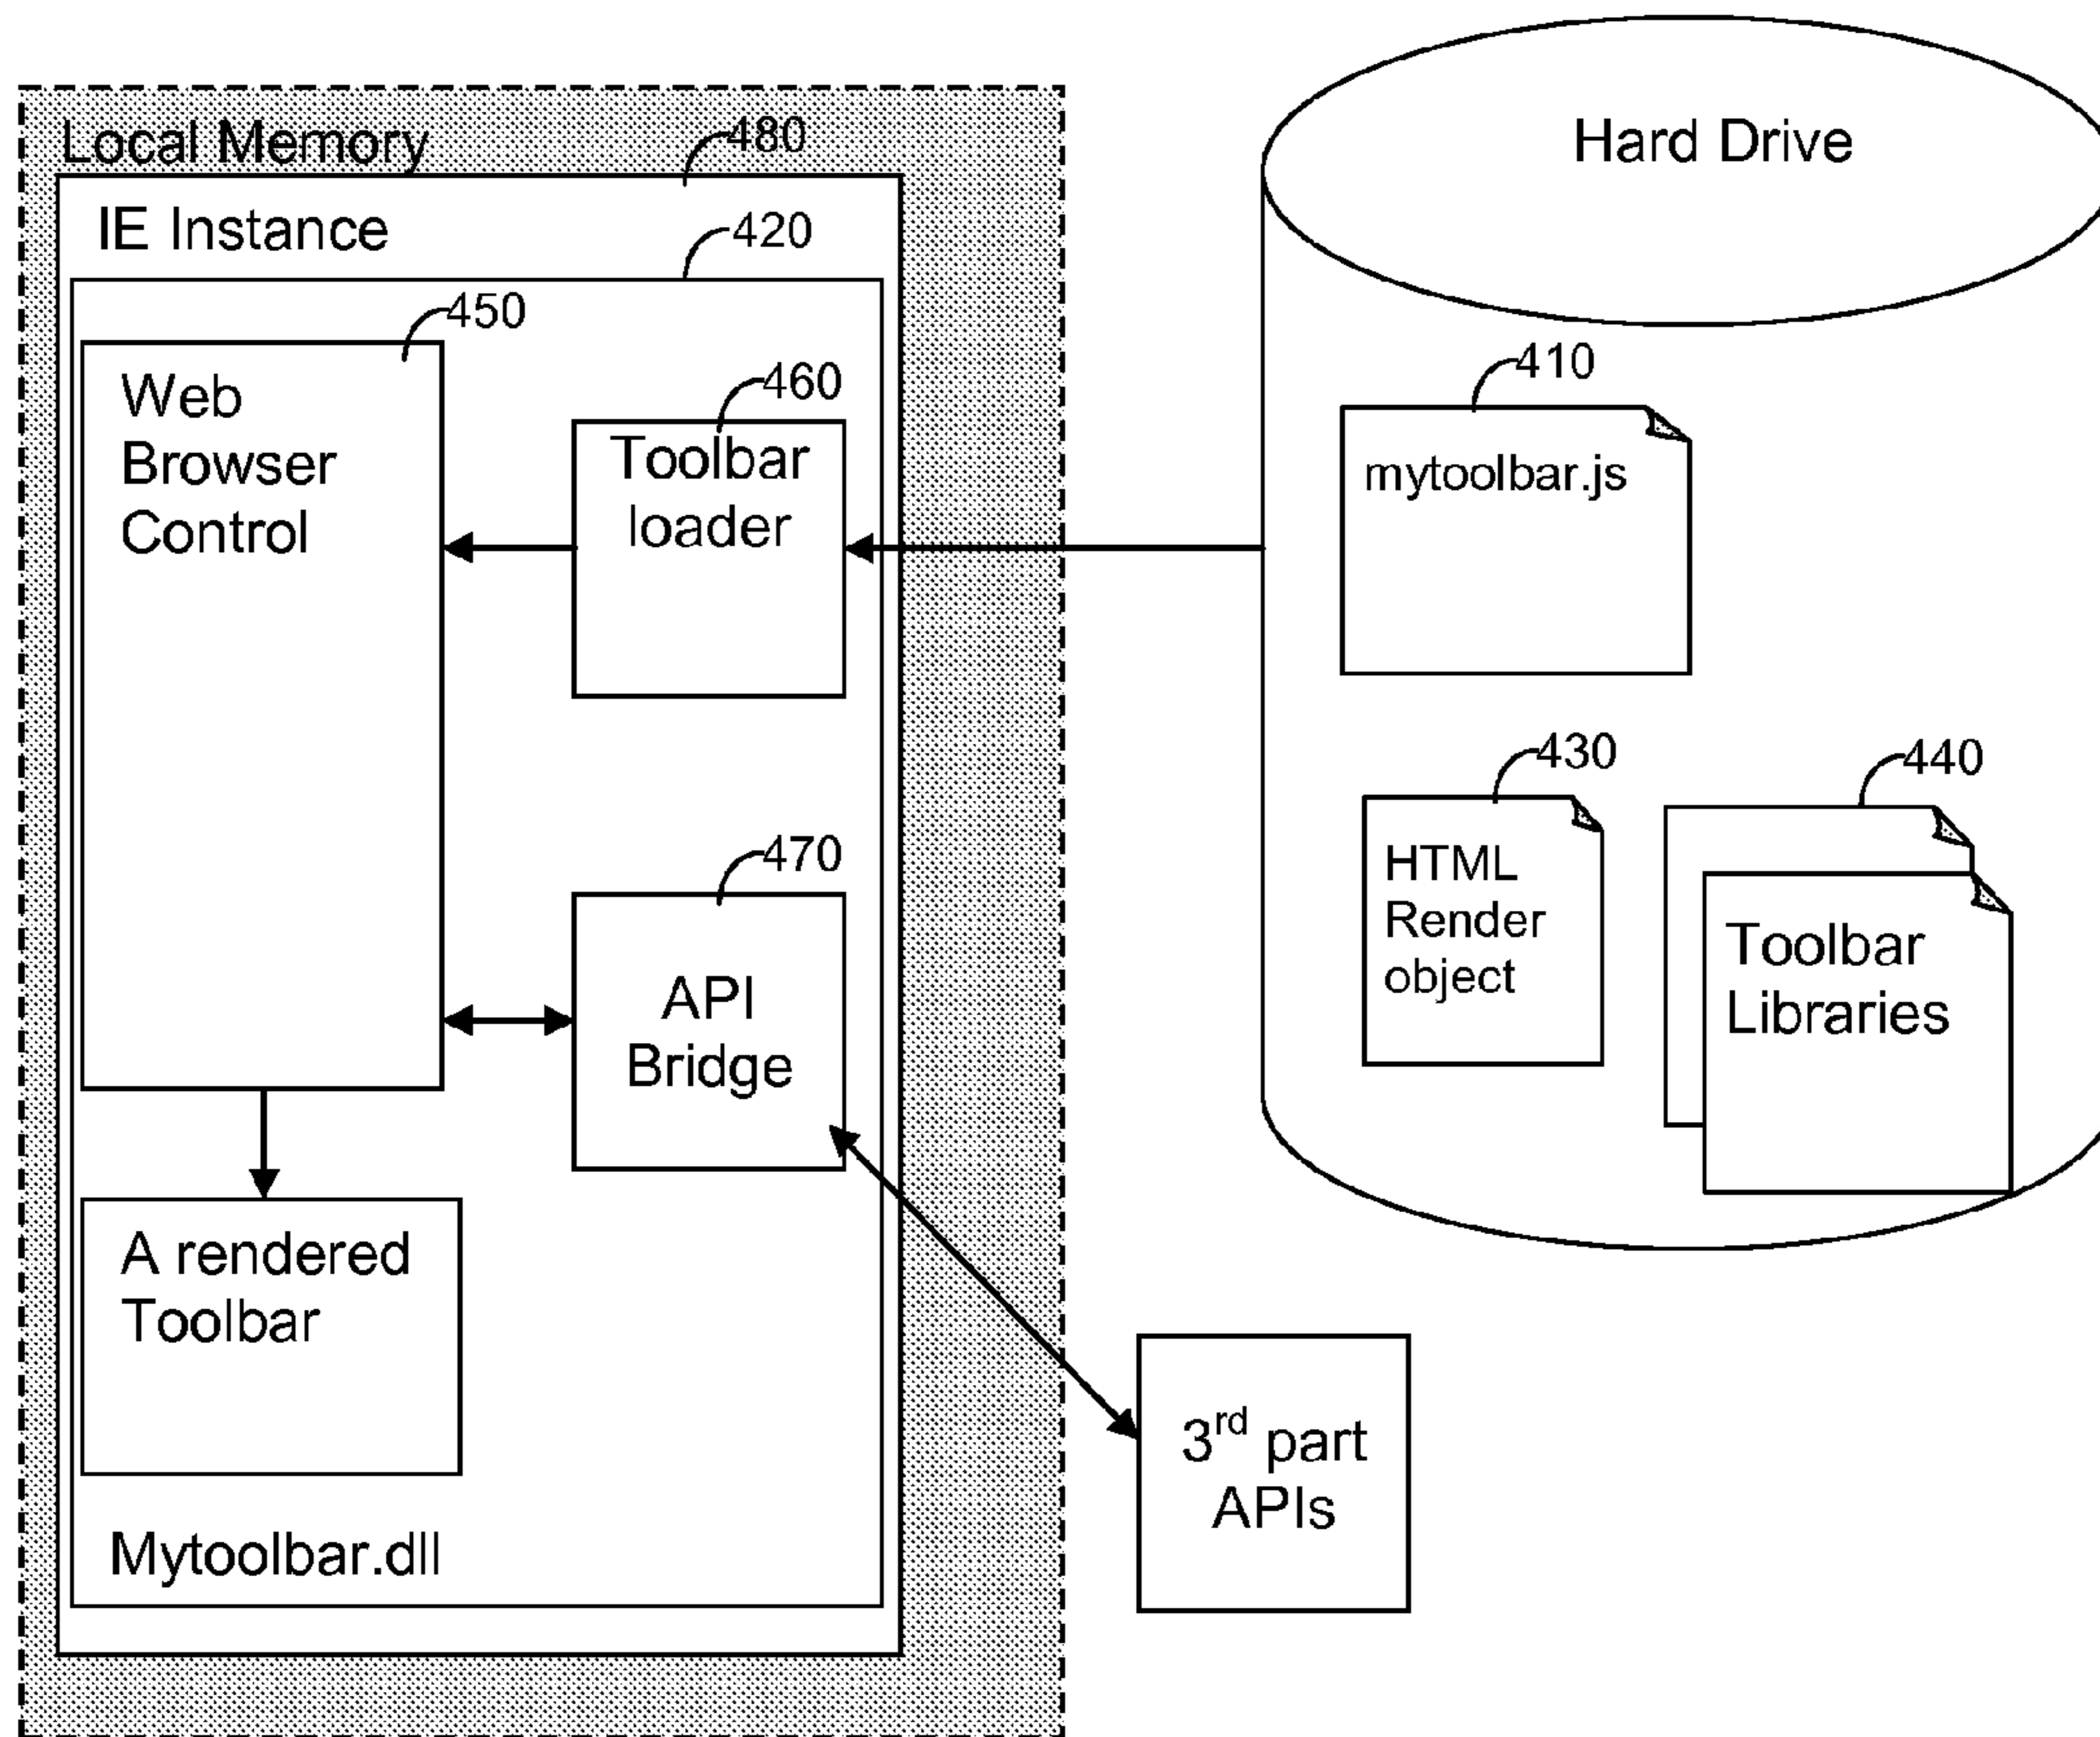 Local Memory
480
IE Instance
420
450
Web
Browser
Control
460
Toolbar
loader
470
API
Bridge
A rendered
Toolbar
Mytoolbar.dll
Hard Drive
410
mytoolbar.js
430
HTML
Render
object
440
Toolbar
Libraries
3rd part
APIs